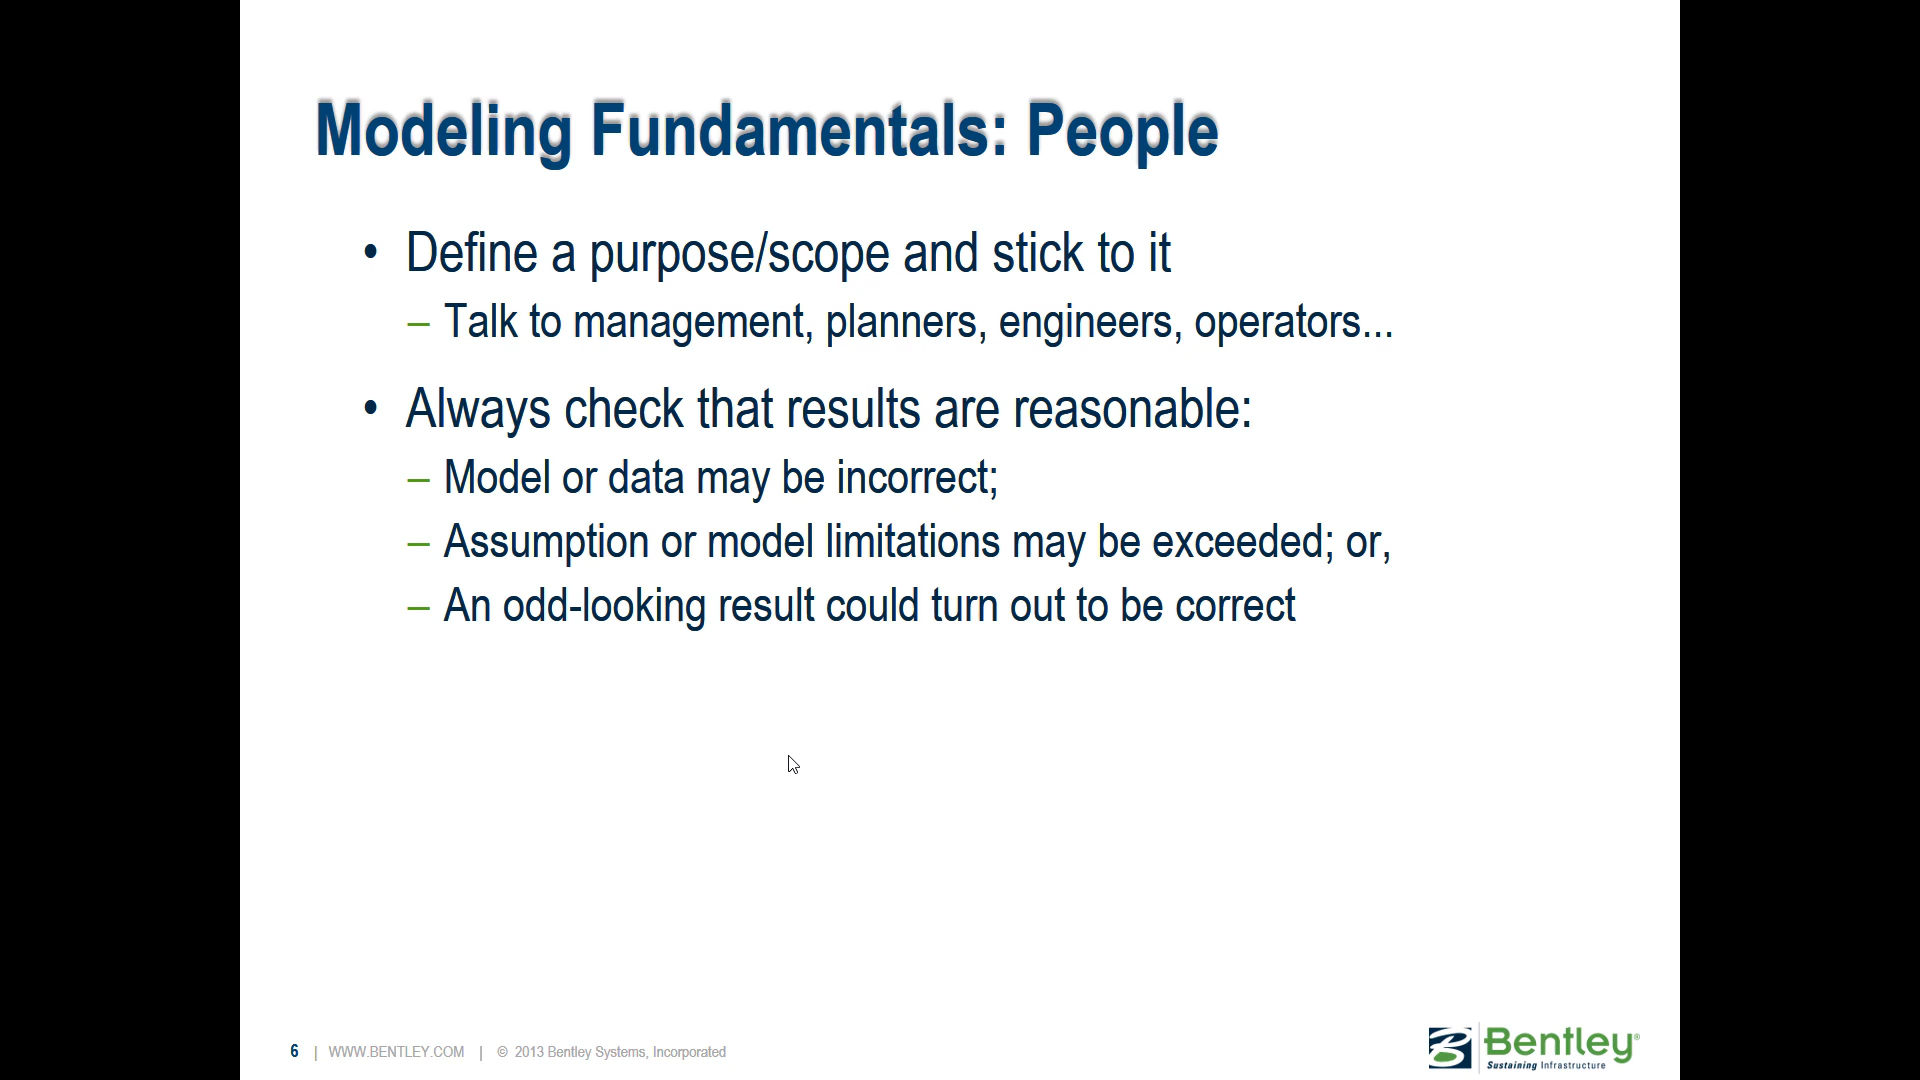 Modeling Fundamentals: People
• Define a purpose/scope and stick to it
– Talk to management, planners, engineers, operators...
• Always check that results are reasonable:
– Model or data may be incorrect;
– Assumption or model limitations may be exceeded; or,
– An odd-looking result could turn out to be correct
6 | WWW.BENTLEY.COM | © 2013 Bentley Systems, Incorporated
Bentley®
Sustaining Infrastructure